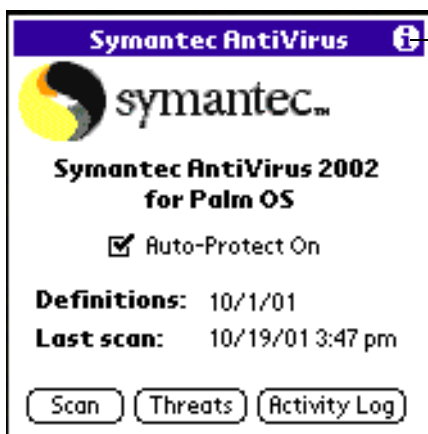 Symantec AntiVirus i
symantec™
Symantec AntiVirus 2002
for Palm OS
Auto-Protect On
Definitions: 10/1/01
Last scan: 10/19/01 3:47 pm
Scan Threats Activity Log